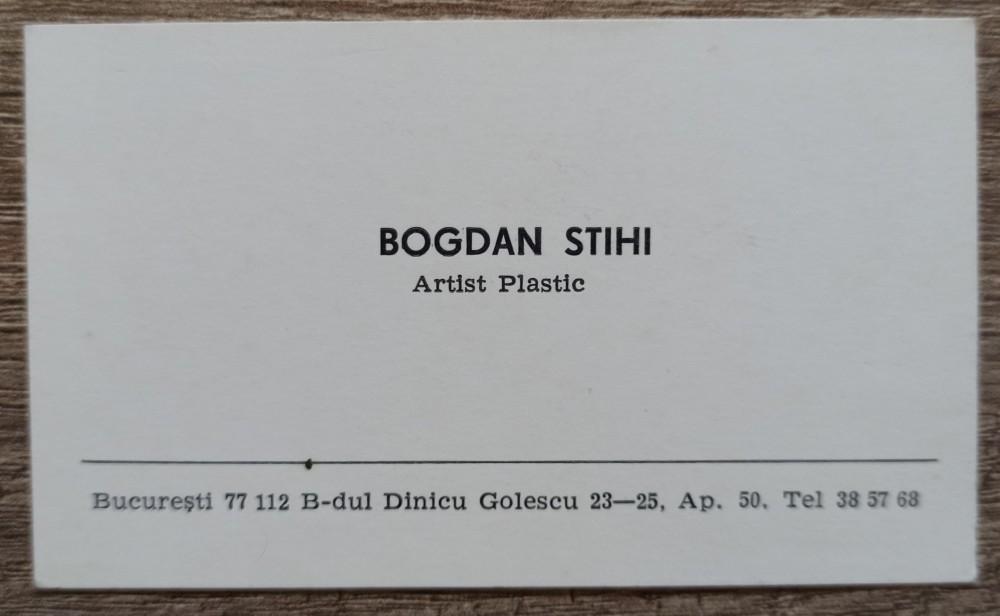 BOGDAN STIHI
Artist Plastic
București 77 112 B-dul Dinicu Golescu 23—25, Ap. 50. Tel 38 57 68